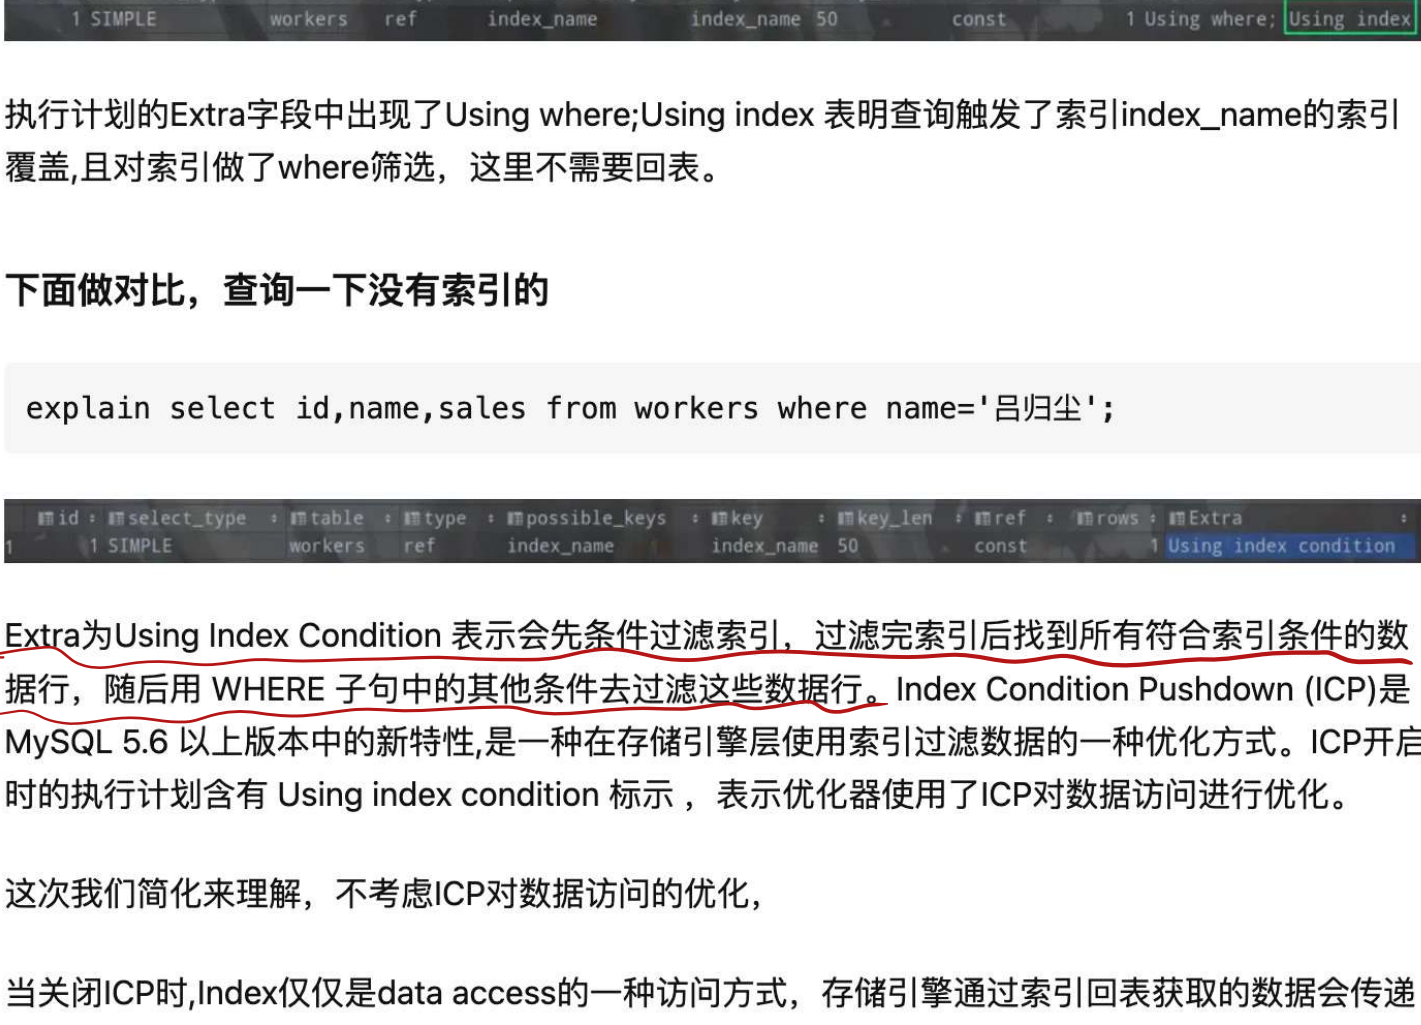 1 SIMPLE workers ref index_name index_name 50 const 1 Using where; Using index
执行计划的Extra字段中出现了Using where;Using index 表明查询触发了索引index_name的索引
覆盖,且对索引做了where筛选，这里不需要回表。
下面做对比，查询一下没有索引的
explain select id,name,sales from workers where name='吕归尘';
id select_type table type possible_keys key key_len ref rows Extra
1 1 SIMPLE workers ref index_name index_name 50 const 1 Using index condition
Extra为Using Index Condition 表示会先条件过滤索引，过滤完索引后找到所有符合索引条件的数
据行，随后用 WHERE 子句中的其他条件去过滤这些数据行。Index Condition Pushdown (ICP)是
MySQL 5.6 以上版本中的新特性,是一种在存储引擎层使用索引过滤数据的一种优化方式。ICP开启
时的执行计划含有 Using index condition 标示 ，表示优化器使用了ICP对数据访问进行优化。
这次我们简化来理解，不考虑ICP对数据访问的优化，
当关闭ICP时,Index仅仅是data access的一种访问方式，存储引擎通过索引回表获取的数据会传递